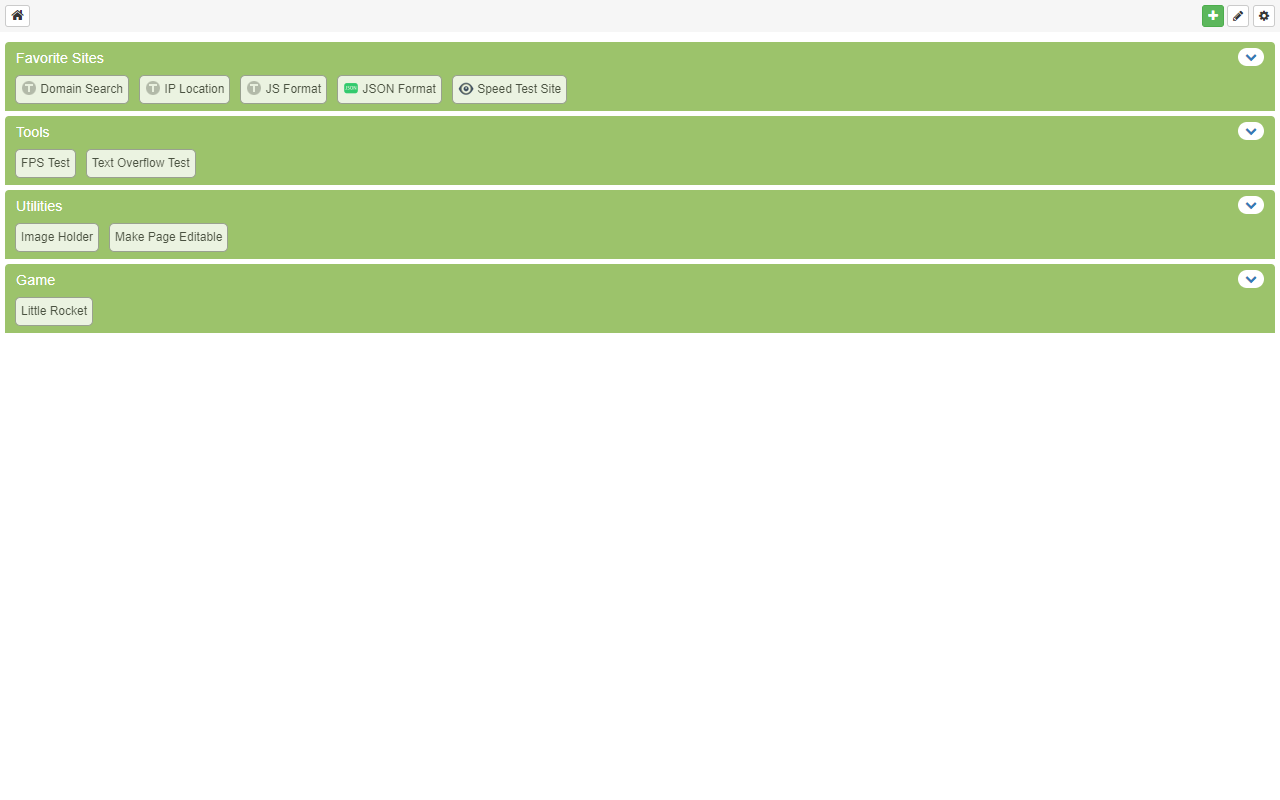 Favorite Sites
Domain Search IP Location JS Format JSON Format Speed Test Site
Tools
FPS Test Text Overflow Test
Utilities
Image Holder Make Page Editable
Game
Little Rocket